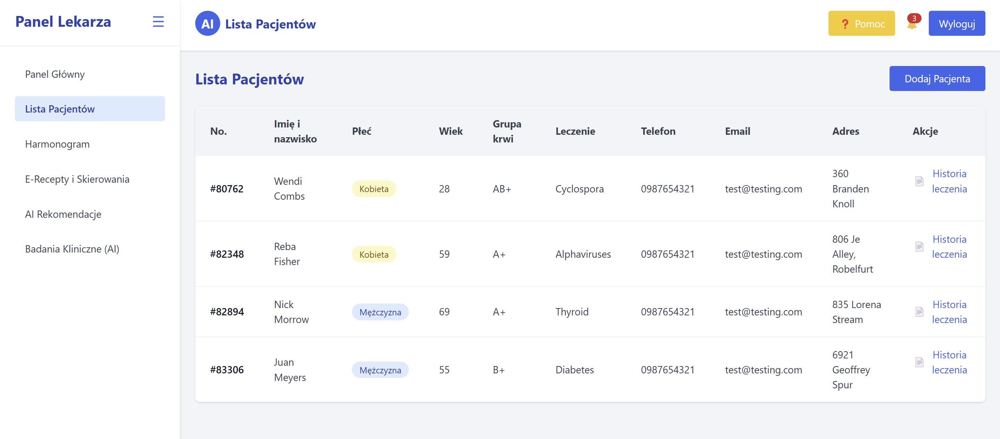 Panel Lekarza
Panel Główny
Lista Pacjentów
Harmonogram
E-Recepty i Skierowania
AI Rekomendacje
Badania Kliniczne (AI)
AI Lista Pacjentów
❓ Pomoc
3
Wyloguj
Lista Pacjentów
Dodaj Pacjenta
No. Imię i nazwisko Płeć Wiek Grupa krwi Leczenie Telefon Email Adres Akcje
#80762 Wendi Combs Kobieta 28 AB+ Cyclospora 0987654321 test@testing.com 360 Branden Knoll Historia leczenia
#82348 Reba Fisher Kobieta 59 A+ Alphaviruses 0987654321 test@testing.com 806 Je Alley, Robelfurt Historia leczenia
#82894 Nick Morrow Mężczyzna 69 A+ Thyroid 0987654321 test@testing.com 835 Lorena Stream Historia leczenia
#83306 Juan Meyers Mężczyzna 55 B+ Diabetes 0987654321 test@testing.com 6921 Geoffrey Spur Historia leczenia